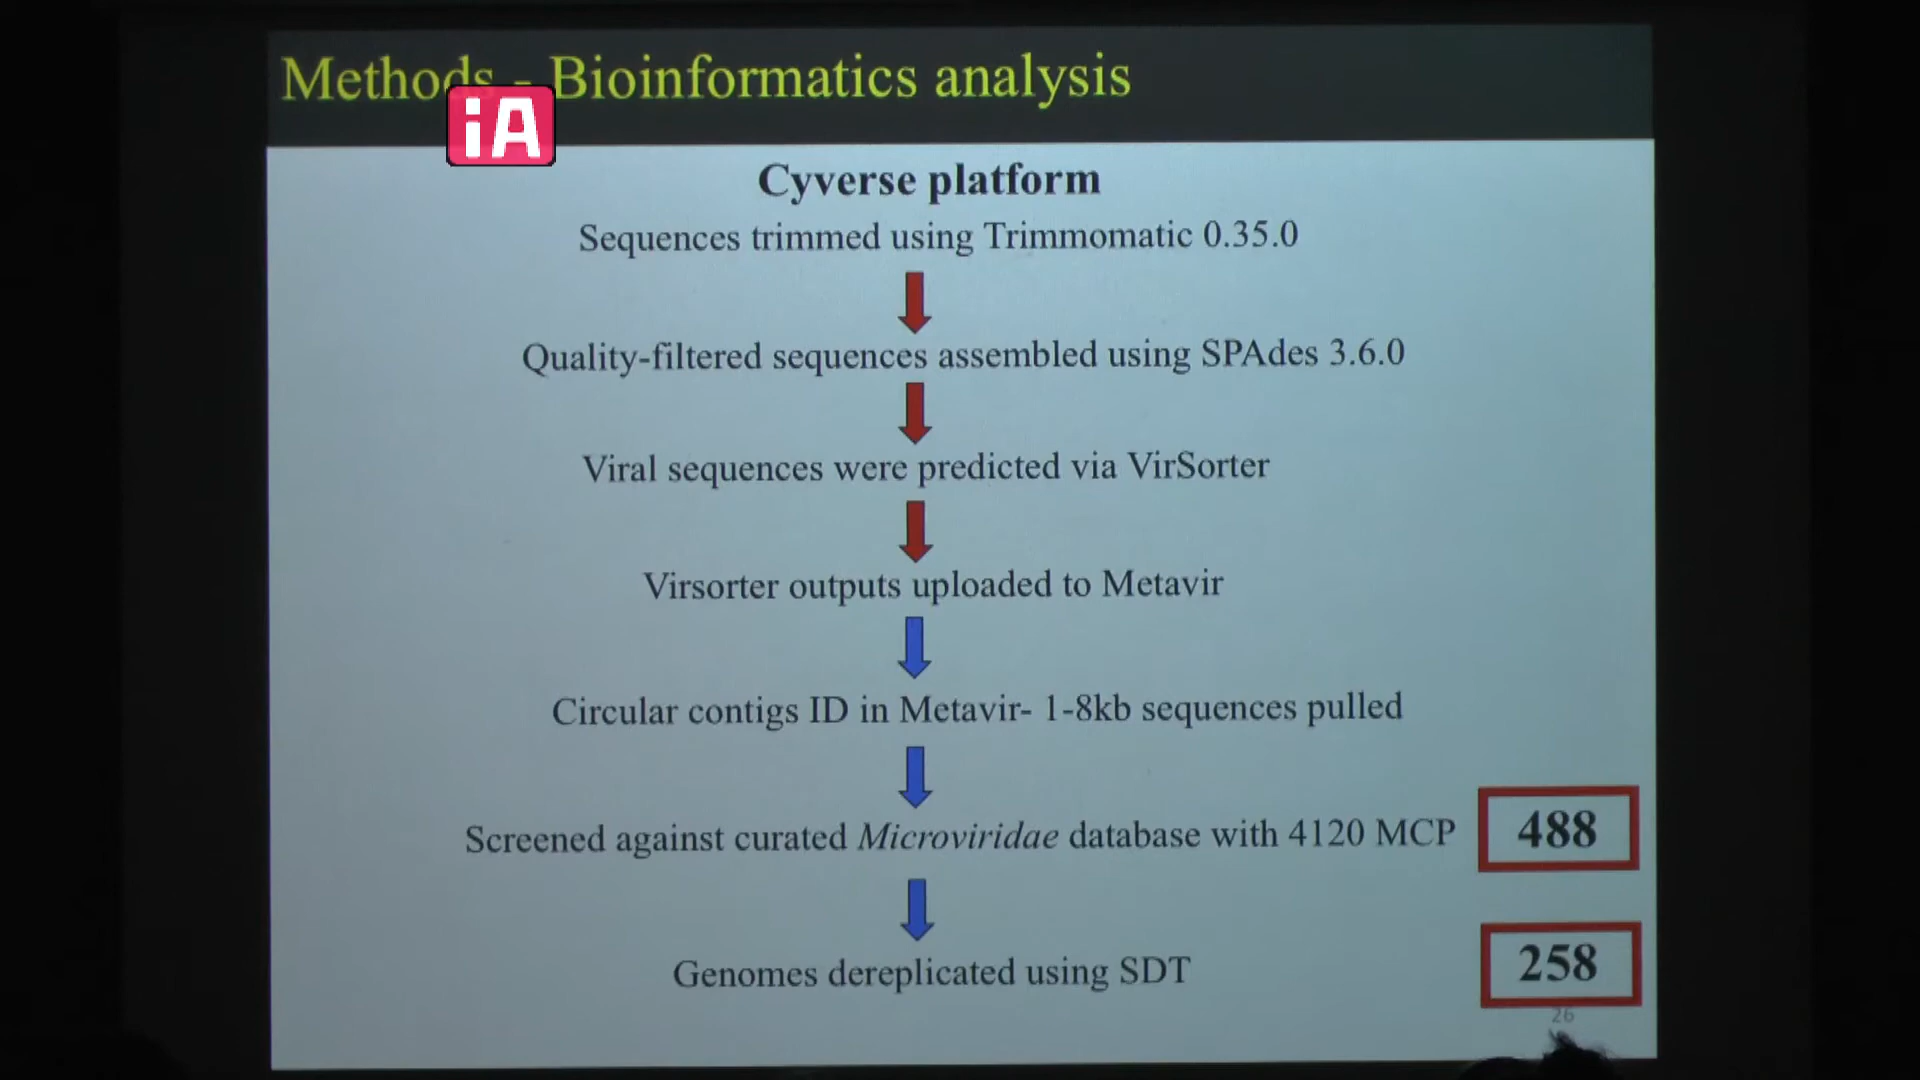 Methods - Bioinformatics analysis
iA
Cyverse platform
Sequences trimmed using Trimmomatic 0.35.0
Quality-filtered sequences assembled using SPAdes 3.6.0
Viral sequences were predicted via VirSorter
Virsorter outputs uploaded to Metavir
Circular contigs ID in Metavir- 1-8kb sequences pulled
Screened against curated Microviridae database with 4120 MCP
488
Genomes dereplicated using SDT
258
26